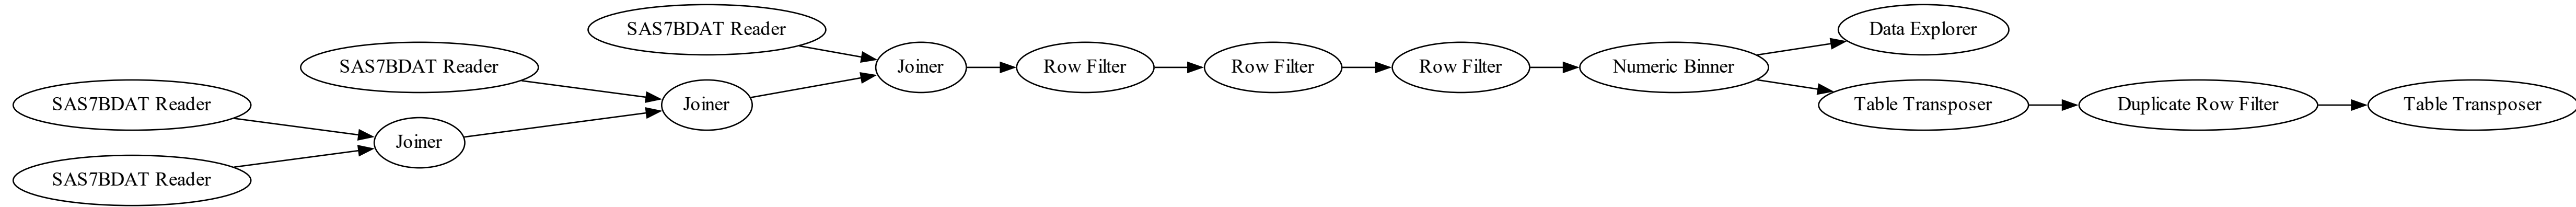 SAS7BDAT Reader
SAS7BDAT Reader
Joiner
SAS7BDAT Reader
Joiner
SAS7BDAT Reader
Joiner
Row Filter
Row Filter
Row Filter
Numeric Binner
Data Explorer
Table Transposer
Duplicate Row Filter
Table Transposer